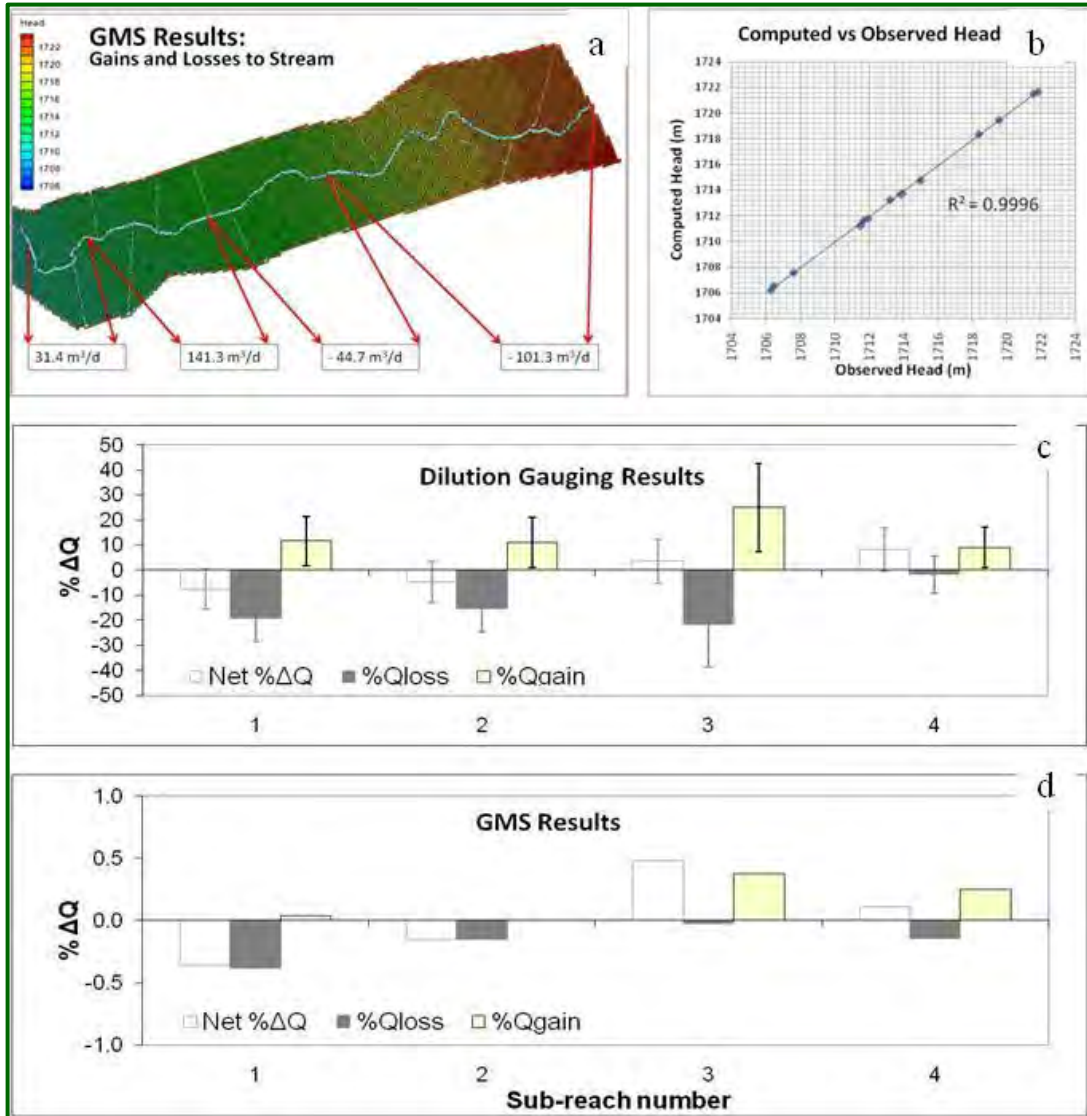 Head
1722
1720
1718
1716
1714
1712
1710
1708
1706
GMS Results:
Gains and Losses to Stream
a
31.4 m³/d
141.3 m³/d
- 44.7 m³/d
- 101.3 m³/d
Computed vs Observed Head
b
1724
1722
1720
1718
1716
1714
1712
1710
1708
1706
1704
Computed Head (m)
R² = 0.9996
1704
1706
1708
1710
1712
1714
1716
1718
1720
1722
1724
Observed Head (m)
c
Dilution Gauging Results
50
40
30
20
10
0
-10
-20
-30
-40
-50
% ΔQ
Net %ΔQ
%Qloss
%Qgain
1
2
3
4
d
GMS Results
1.0
0.5
0.0
-0.5
-1.0
% ΔQ
Net %ΔQ
%Qloss
%Qgain
1
2
3
4
Sub-reach number